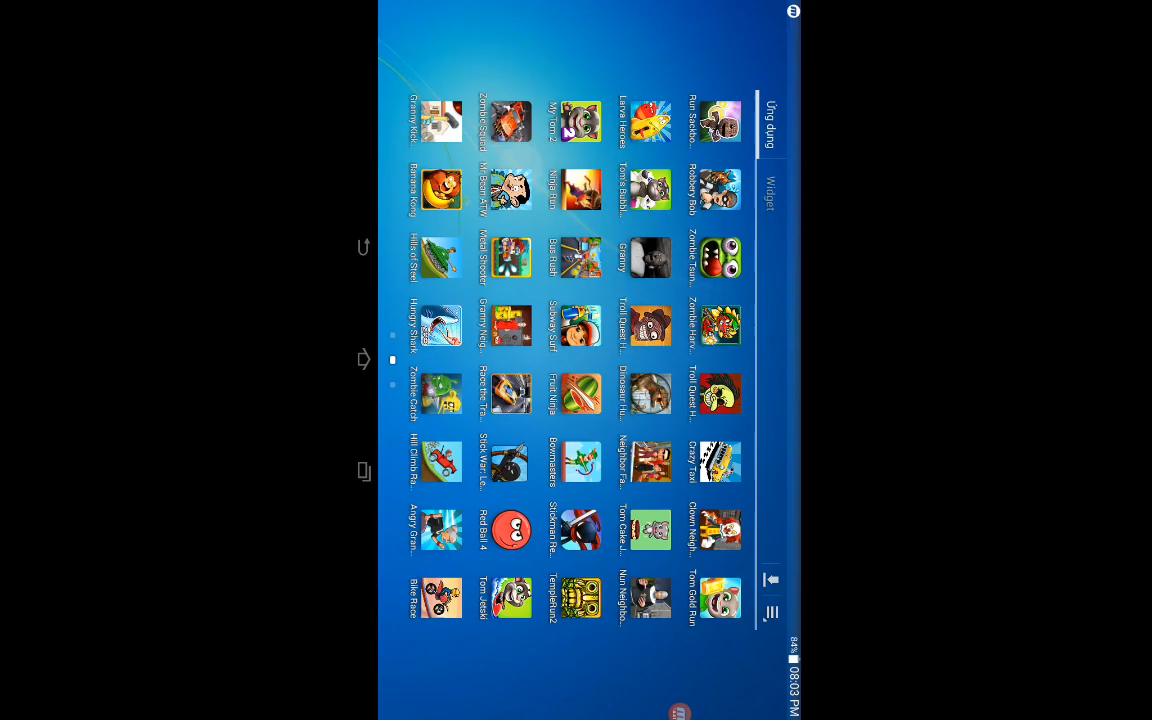 84% 08:03 PM
Ứng dụng Widget
Run Sackbo... Robbery Bob Zombie Tsun... Zombie Harv... Troll Quest H... Crazy Taxi Clown Neigh... Tom Gold Run
Larva Heroes Tom's Bubbl... Granny Troll Quest H... Dinosaur Hu... Neighbor Fa... Tom Cake J... Nun Neighbo...
My Tom 2 Ninja Run Bus Rush Subway Surf Fruit Ninja Bowmasters Stickman Re... TempleRun2
Zombie Squad Mr. Bean ATW Metal Shooter Granny Neig... Race the Tra... Stick War: Le... Red Ball 4 Tom Jetski
Granny Kick... Banana Kong Hills of Steel Hungry Shark Zombie Catch Hill Climb Ra... Angry Gran... Bike Race